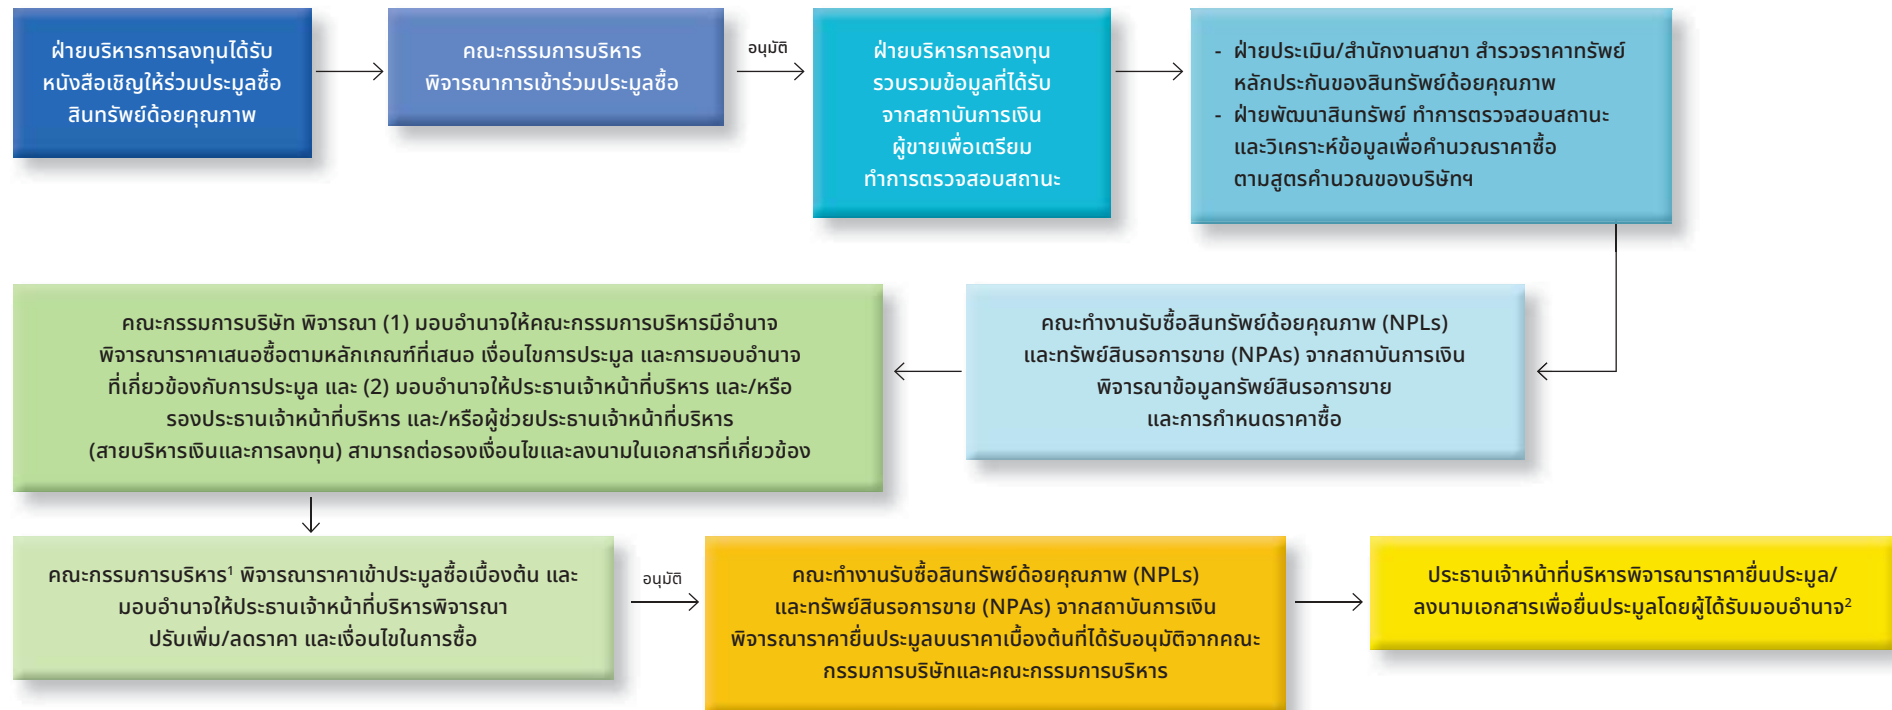 ฝ่ายบริหารการลงทุนได้รับ
หนังสือเชิญให้ร่วมประมูลซื้อ
สินทรัพย์ด้อยคุณภาพ
คณะกรรมการบริหาร
พิจารณาการเข้าร่วมประมูลซื้อ
อนุมัติ
ฝ่ายบริหารการลงทุน
รวบรวมข้อมูลที่ได้รับ
จากสถาบันการเงิน
ผู้ขายเพื่อเตรียม
ทำการตรวจสอบสถานะ
- ฝ่ายประเมิน/สำนักงานสาขา สำรวจราคาทรัพย์
หลักประกันของสินทรัพย์ด้อยคุณภาพ
- ฝ่ายพัฒนาสินทรัพย์ ทำการตรวจสอบสถานะ
และวิเคราะห์ข้อมูลเพื่อคำนวณราคาซื้อ
ตามสูตรคำนวณของบริษัทฯ
คณะทำงานรับซื้อสินทรัพย์ด้อยคุณภาพ (NPLs)
และทรัพย์สินรอการขาย (NPAs) จากสถาบันการเงิน
พิจารณาข้อมูลทรัพย์สินรอการขาย
และการกำหนดราคาซื้อ
คณะกรรมการบริษัท พิจารณา (1) มอบอำนาจให้คณะกรรมการบริหารมีอำนาจ
พิจารณาราคาเสนอซื้อตามหลักเกณฑ์ที่เสนอ เงื่อนไขการประมูล และการมอบอำนาจ
ที่เกี่ยวข้องกับการประมูล และ (2) มอบอำนาจให้ประธานเจ้าหน้าที่บริหาร และ/หรือ
รองประธานเจ้าหน้าที่บริหาร และ/หรือผู้ช่วยประธานเจ้าหน้าที่บริหาร
(สายบริหารเงินและการลงทุน) สามารถต่อรองเงื่อนไขและลงนามในเอกสารที่เกี่ยวข้อง
คณะกรรมการบริหาร¹ พิจารณาราคาเข้าประมูลซื้อเบื้องต้น และ
มอบอำนาจให้ประธานเจ้าหน้าที่บริหารพิจารณา
ปรับเพิ่ม/ลดราคา และเงื่อนไขในการซื้อ
อนุมัติ
คณะทำงานรับซื้อสินทรัพย์ด้อยคุณภาพ (NPLs)
และทรัพย์สินรอการขาย (NPAs) จากสถาบันการเงิน
พิจารณาราคายื่นประมูลบนราคาเบื้องต้นที่ได้รับอนุมัติจากคณะ
กรรมการบริษัทและคณะกรรมการบริหาร
ประธานเจ้าหน้าที่บริหารพิจารณาราคายื่นประมูล/
ลงนามเอกสารเพื่อยื่นประมูลโดยผู้ได้รับมอบอำนาจ²